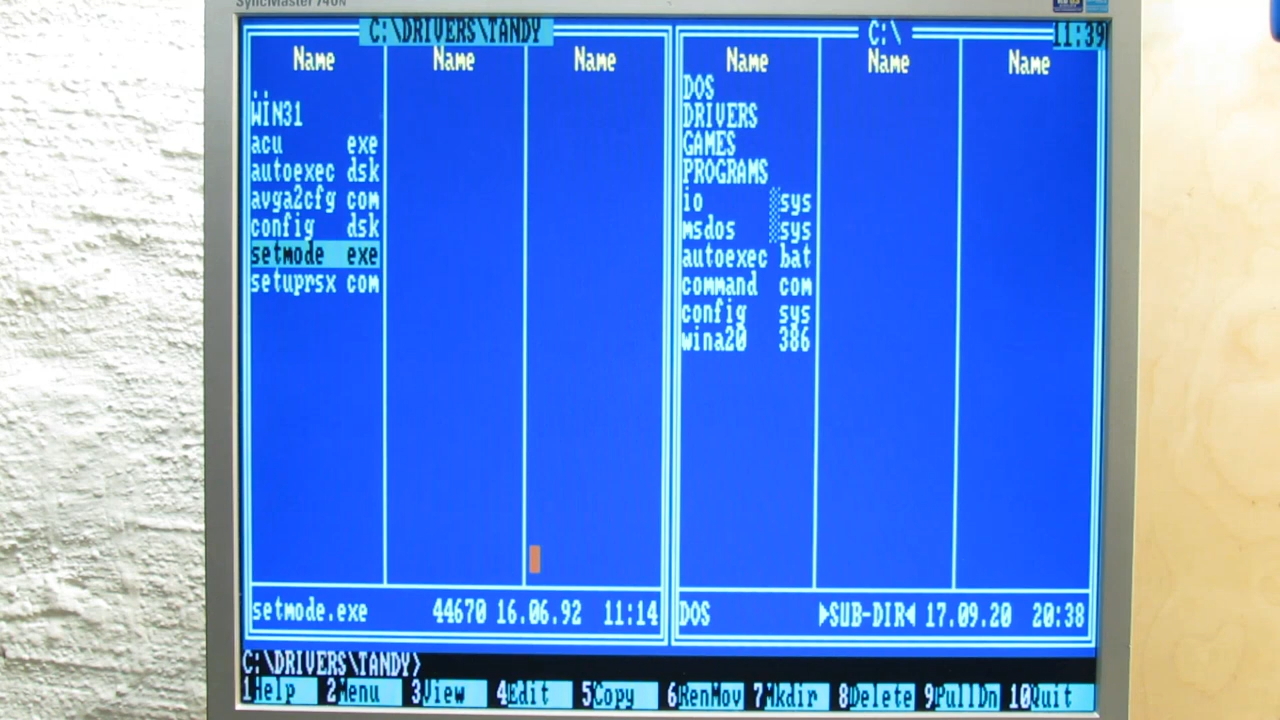 SyncMaster 740N
C:\DRIVERS\TANDY
C:\
11:39
Name Name Name
..
WIN31
acu exe
autoexec dsk
avga2cfg com
config dsk
setmode exe
setuprsx com
setmode.exe 44670 16.06.92 11:14
Name Name Name
DOS
DRIVERS
GAMES
PROGRAMS
io ░sys
msdos ░sys
autoexec bat
command com
config sys
wina20 386
DOS ►SUB-DIR◄ 17.09.20 20:38
C:\DRIVERS\TANDY>
1Help 2Menu 3View 4Edit 5Copy 6RenMov 7Mkdir 8Delete 9PullDn 10Quit